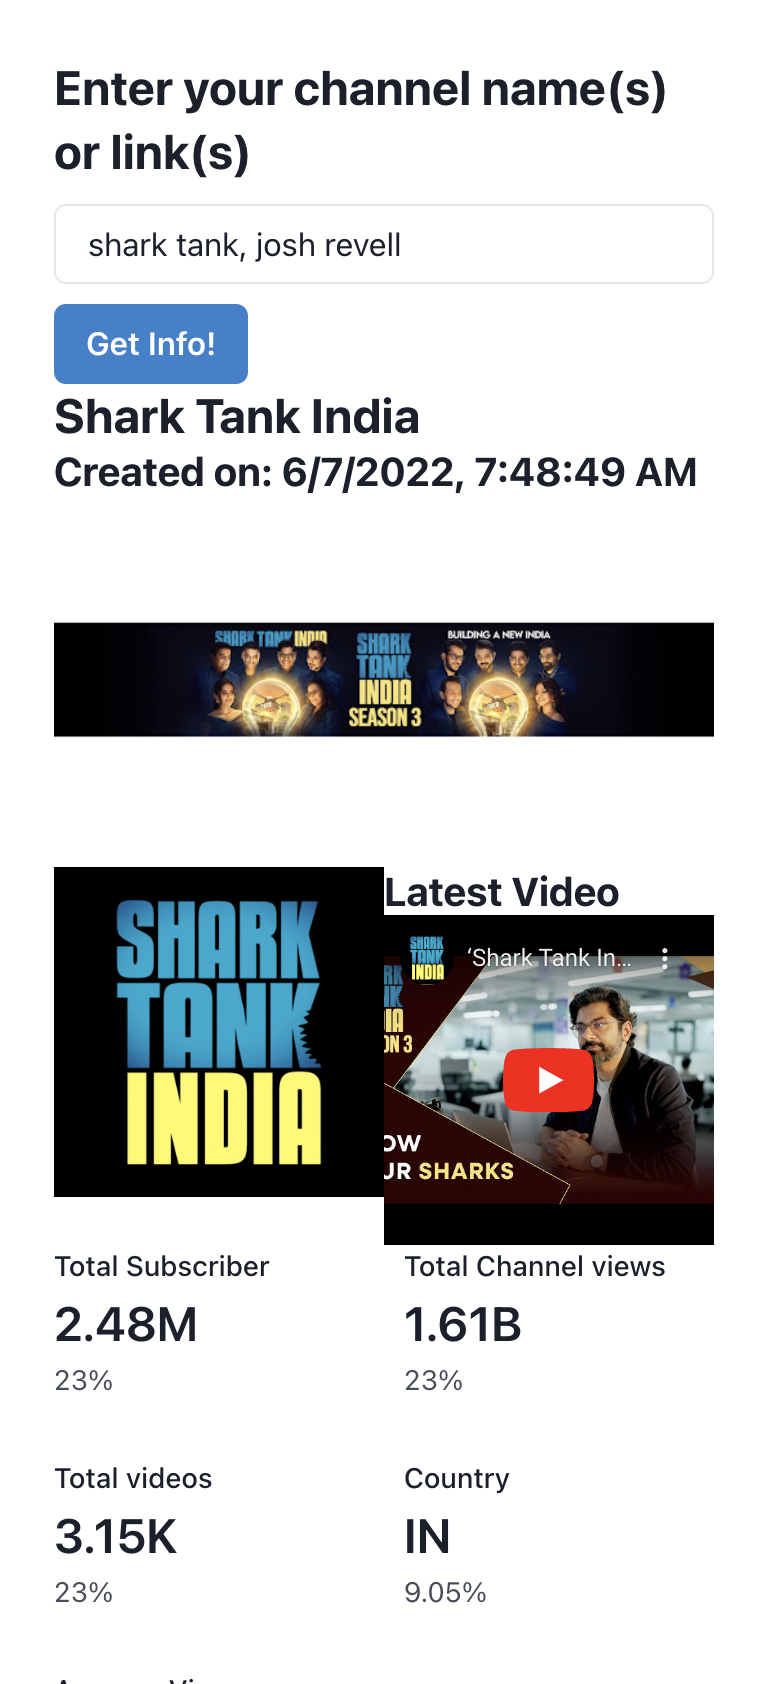 Enter your channel name(s)
or link(s)
shark tank, josh revell
Get Info!
Shark Tank India
Created on: 6/7/2022, 7:48:49 AM
SHARK TANK INDIA
SHARK
TANK
INDIA
SEASON 3
BUILDING A NEW INDIA
SHARK
TANK
INDIA
Latest Video
SHARK
TANK
INDIA
‘Shark Tank In...
RK
IA
ON 3
OW
UR SHARKS
Total Subscriber
2.48M
23%
Total Channel views
1.61B
23%
Total videos
3.15K
23%
Country
IN
9.05%